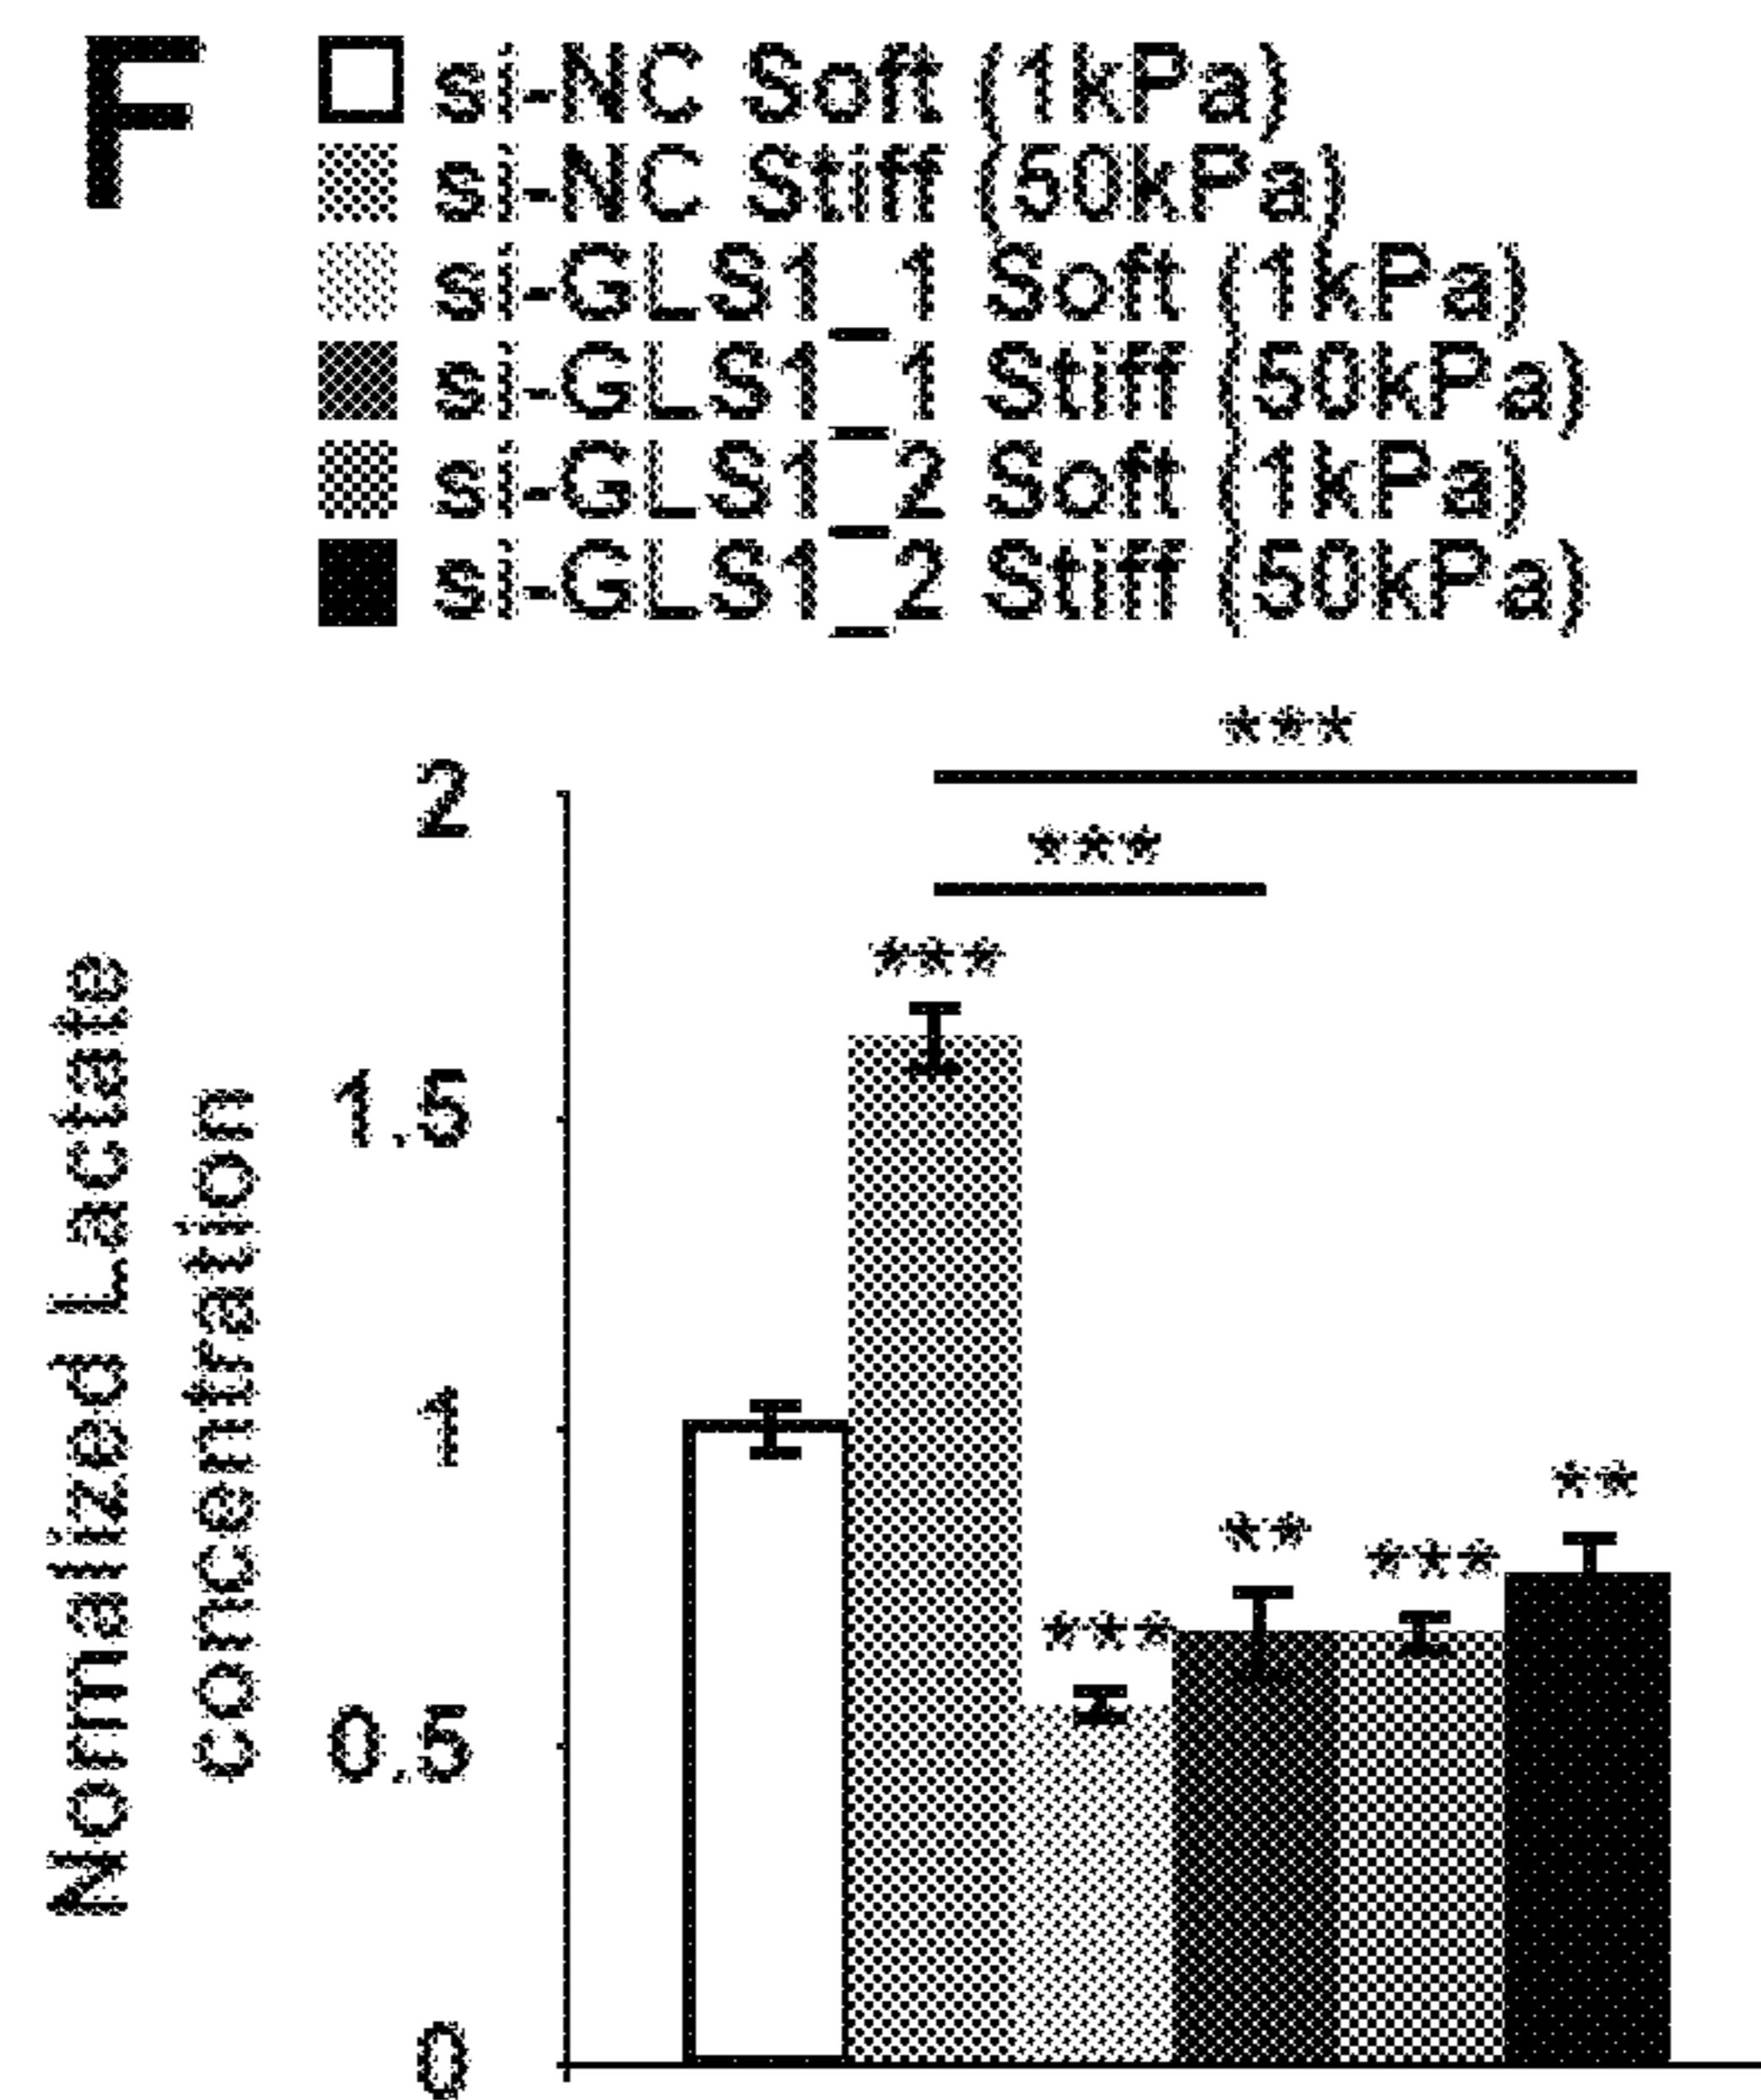 F
si-NC Soft (1kPa)
si-NC Stiff (50kPa)
si-GLS1_1 Soft (1kPa)
si-GLS1_1 Stiff (50kPa)
si-GLS1_2 Soft (1kPa)
si-GLS1_2 Stiff (50kPa)
***
***
***
***
**
***
**
2
1.5
1
0.5
0
Normalized Lactate
concentration